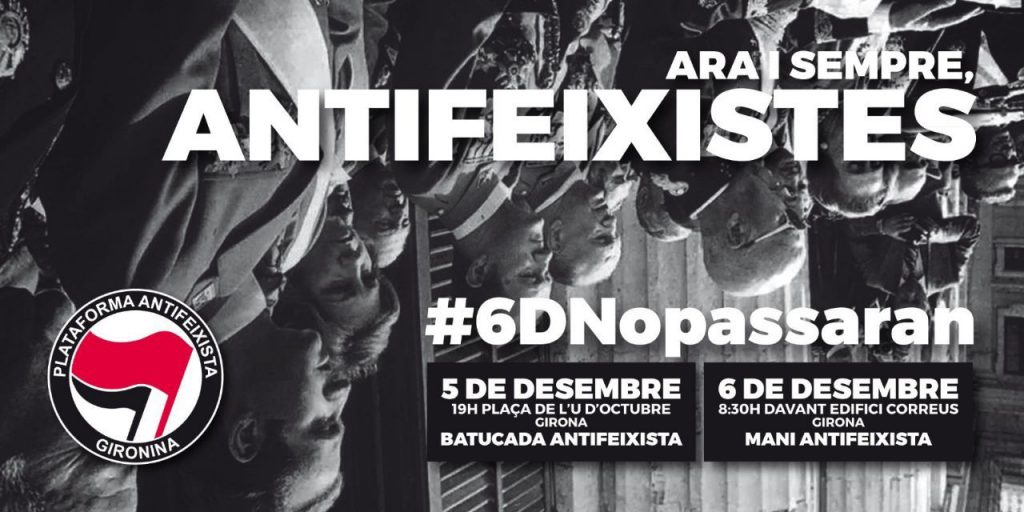 ARA I SEMPRE,
ANTIFEIXISTES
#6DNopassaran
5 DE DESEMBRE
19H PLAÇA DE L'U D'OCTUBRE
GIRONA
BATUCADA ANTIFEIXISTA
6 DE DESEMBRE
8:30H DAVANT EDIFICI CORREUS
GIRONA
MANI ANTIFEIXISTA
PLATAFORMA ANTIFEIXISTA
GIRONINA